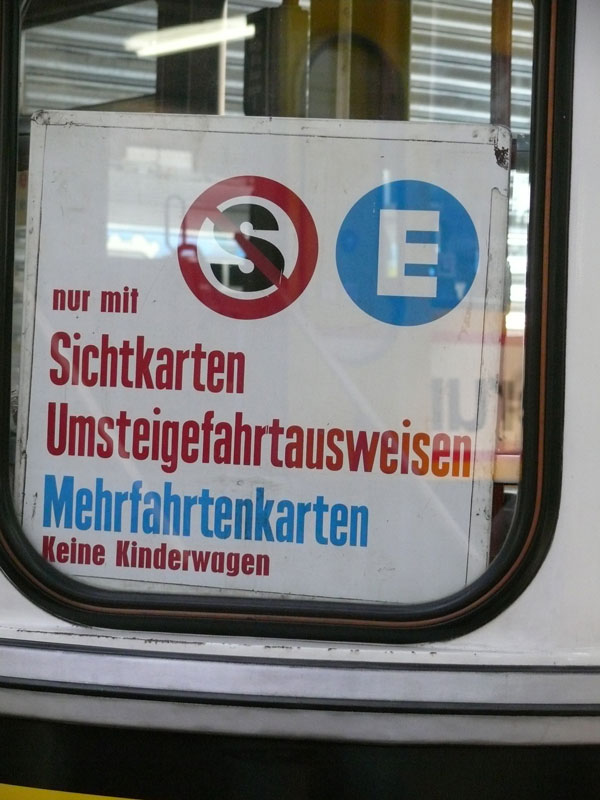 S E
nur mit
Sichtkarten
Umsteigefahrtausweisen
Mehrfahrtenkarten
Keine Kinderwagen